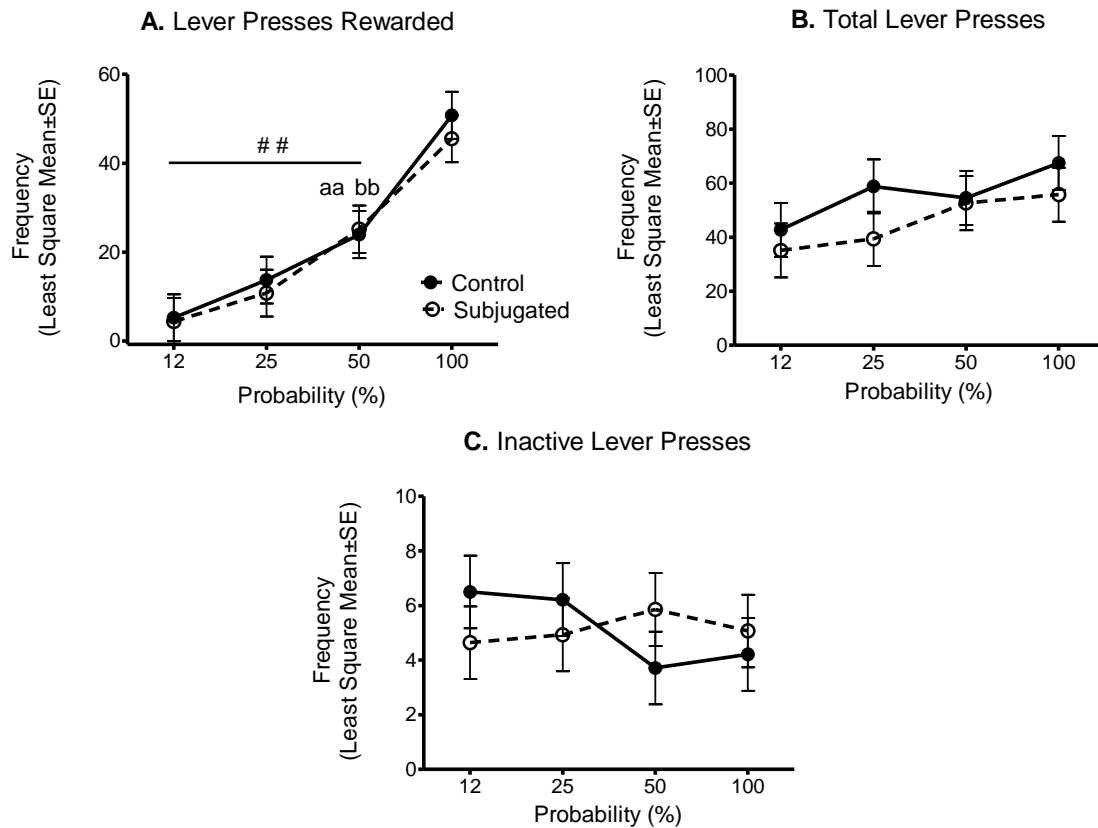 A. Lever Presses Rewarded
Frequency
(Least Square Mean±SE)
60
40
20
0
# #
aa bb
Control
Subjugated
12 25 50 100
Probability (%)
B. Total Lever Presses
Frequency
(Least Square Mean±SE)
100
80
60
40
20
0
12 25 50 100
Probability (%)
C. Inactive Lever Presses
Frequency
(Least Square Mean±SE)
10
8
6
4
2
0
12 25 50 100
Probability (%)